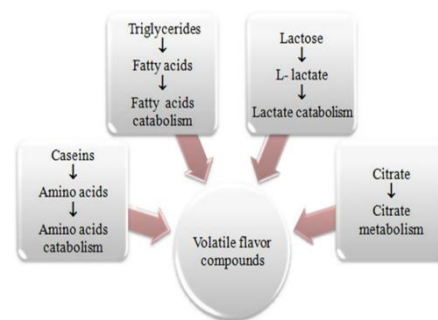 Triglycerides
↓
Fatty acids
↓
Fatty acids
catabolism
Lactose
↓
L- lactate
↓
Lactate catabolism
Caseins
↓
Amino acids
↓
Amino acids
catabolism
Citrate
↓
Citrate
metabolism
Volatile flavor
compounds